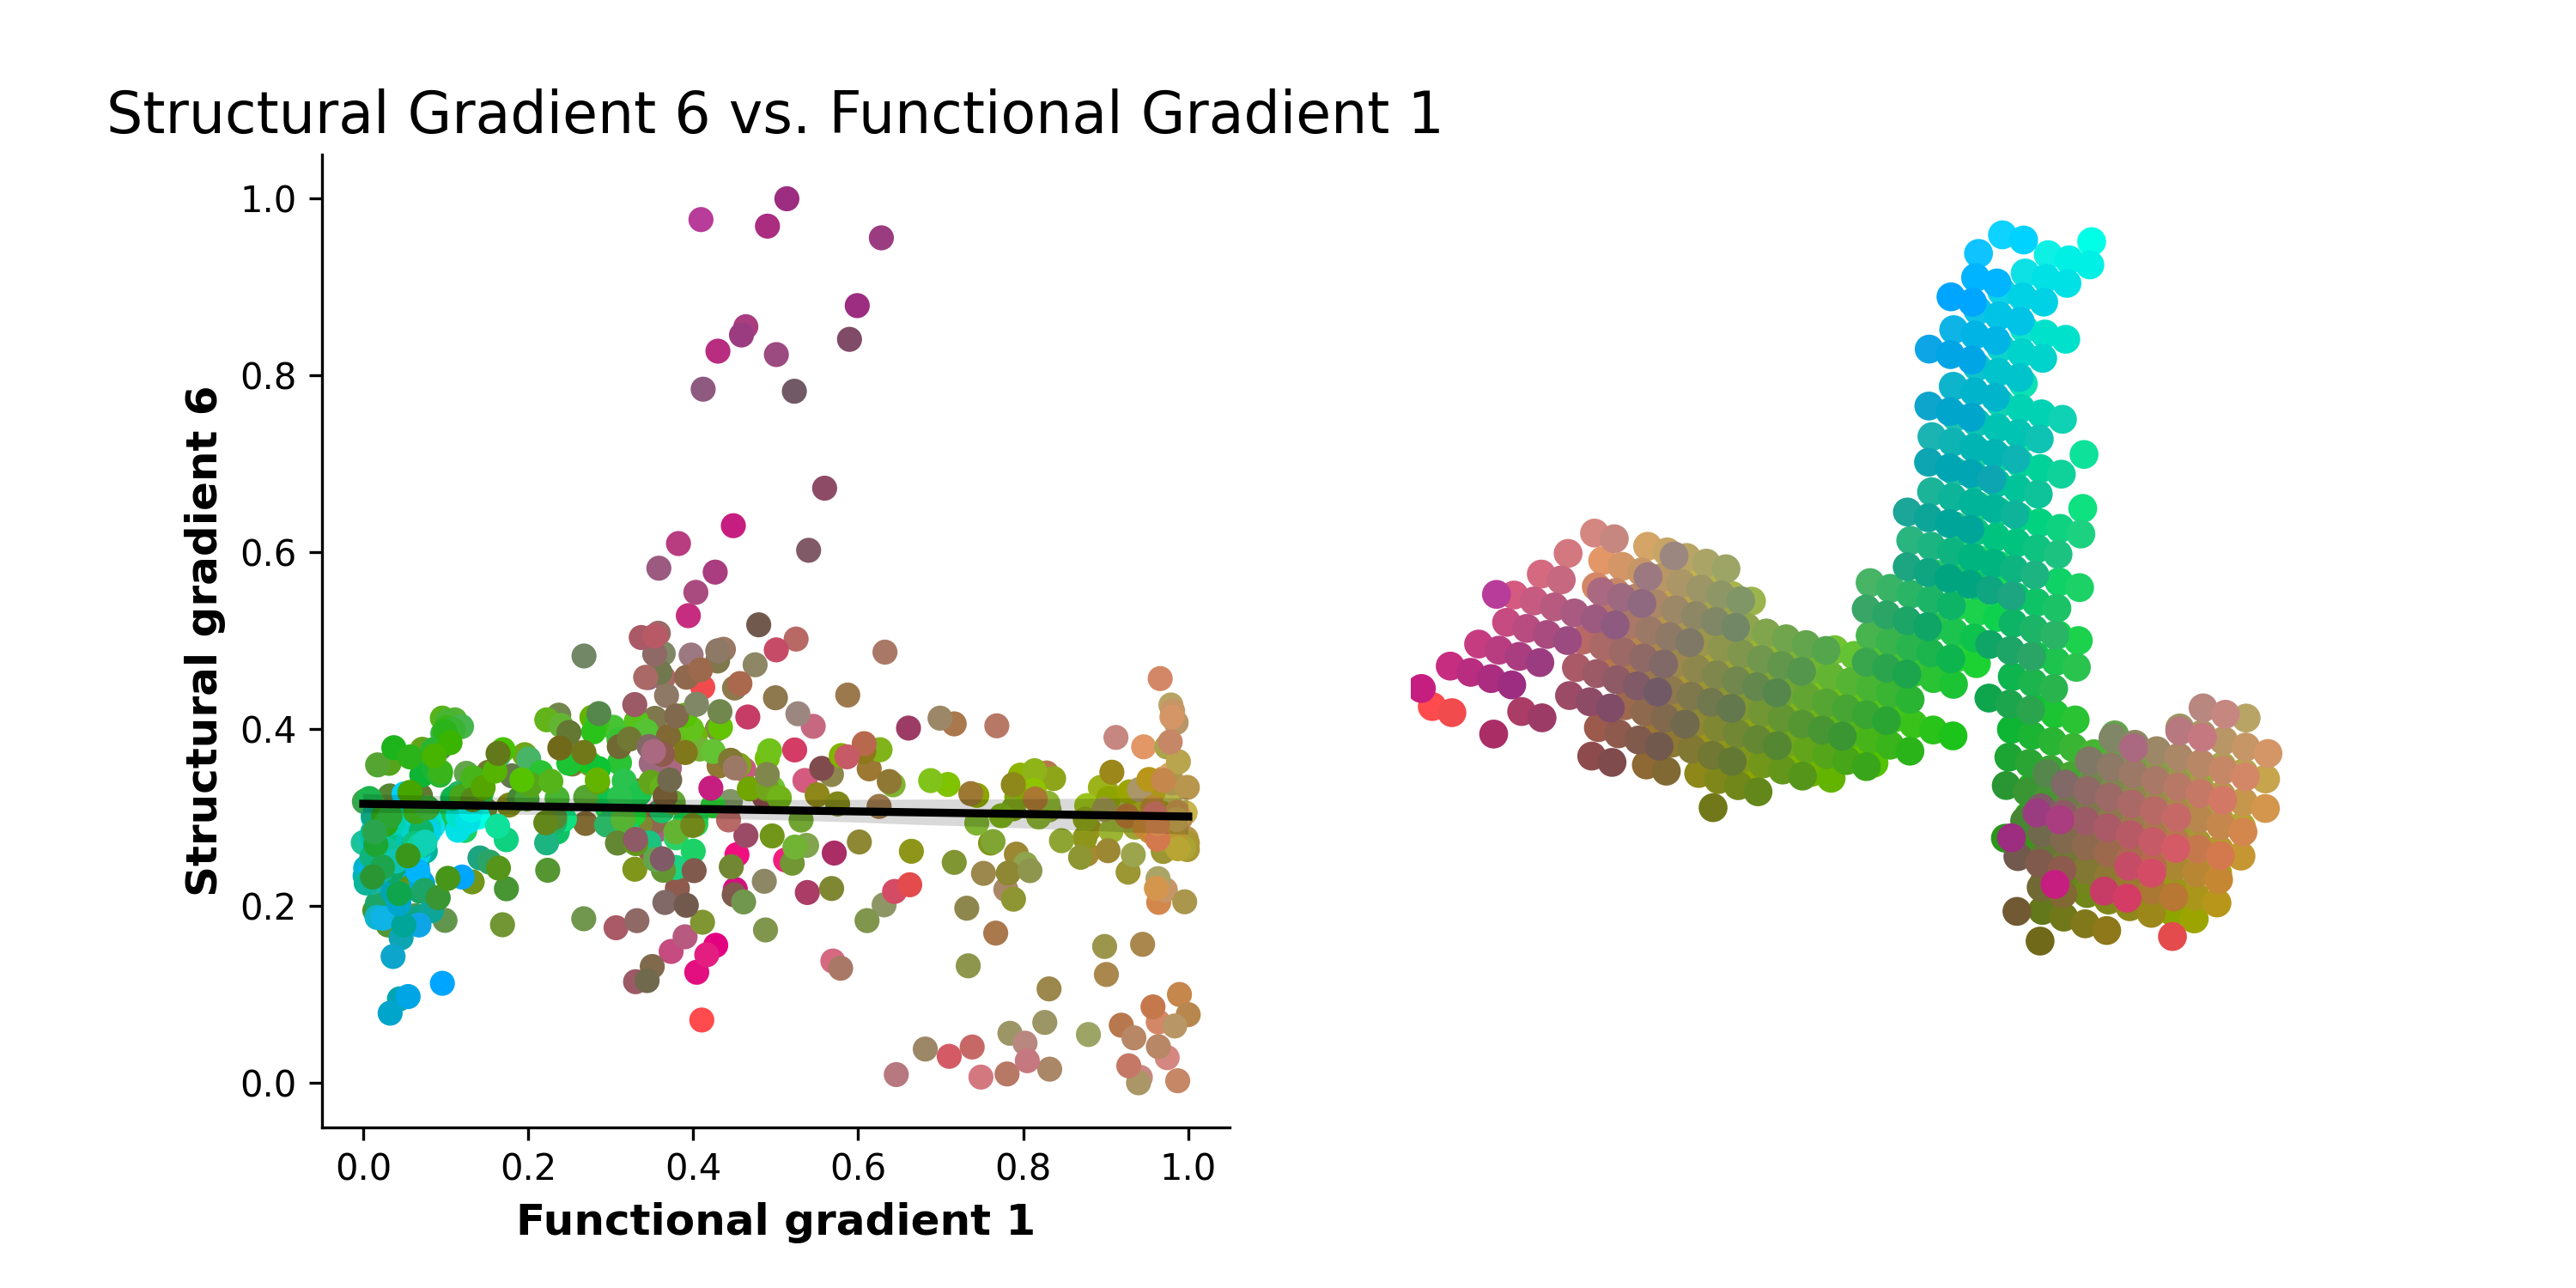 Structural Gradient 6 vs. Functional Gradient 1
1.0
0.8
0.6
0.4
0.2
0.0
Structural gradient 6
0.0 0.2 0.4 0.6 0.8 1.0
Functional gradient 1